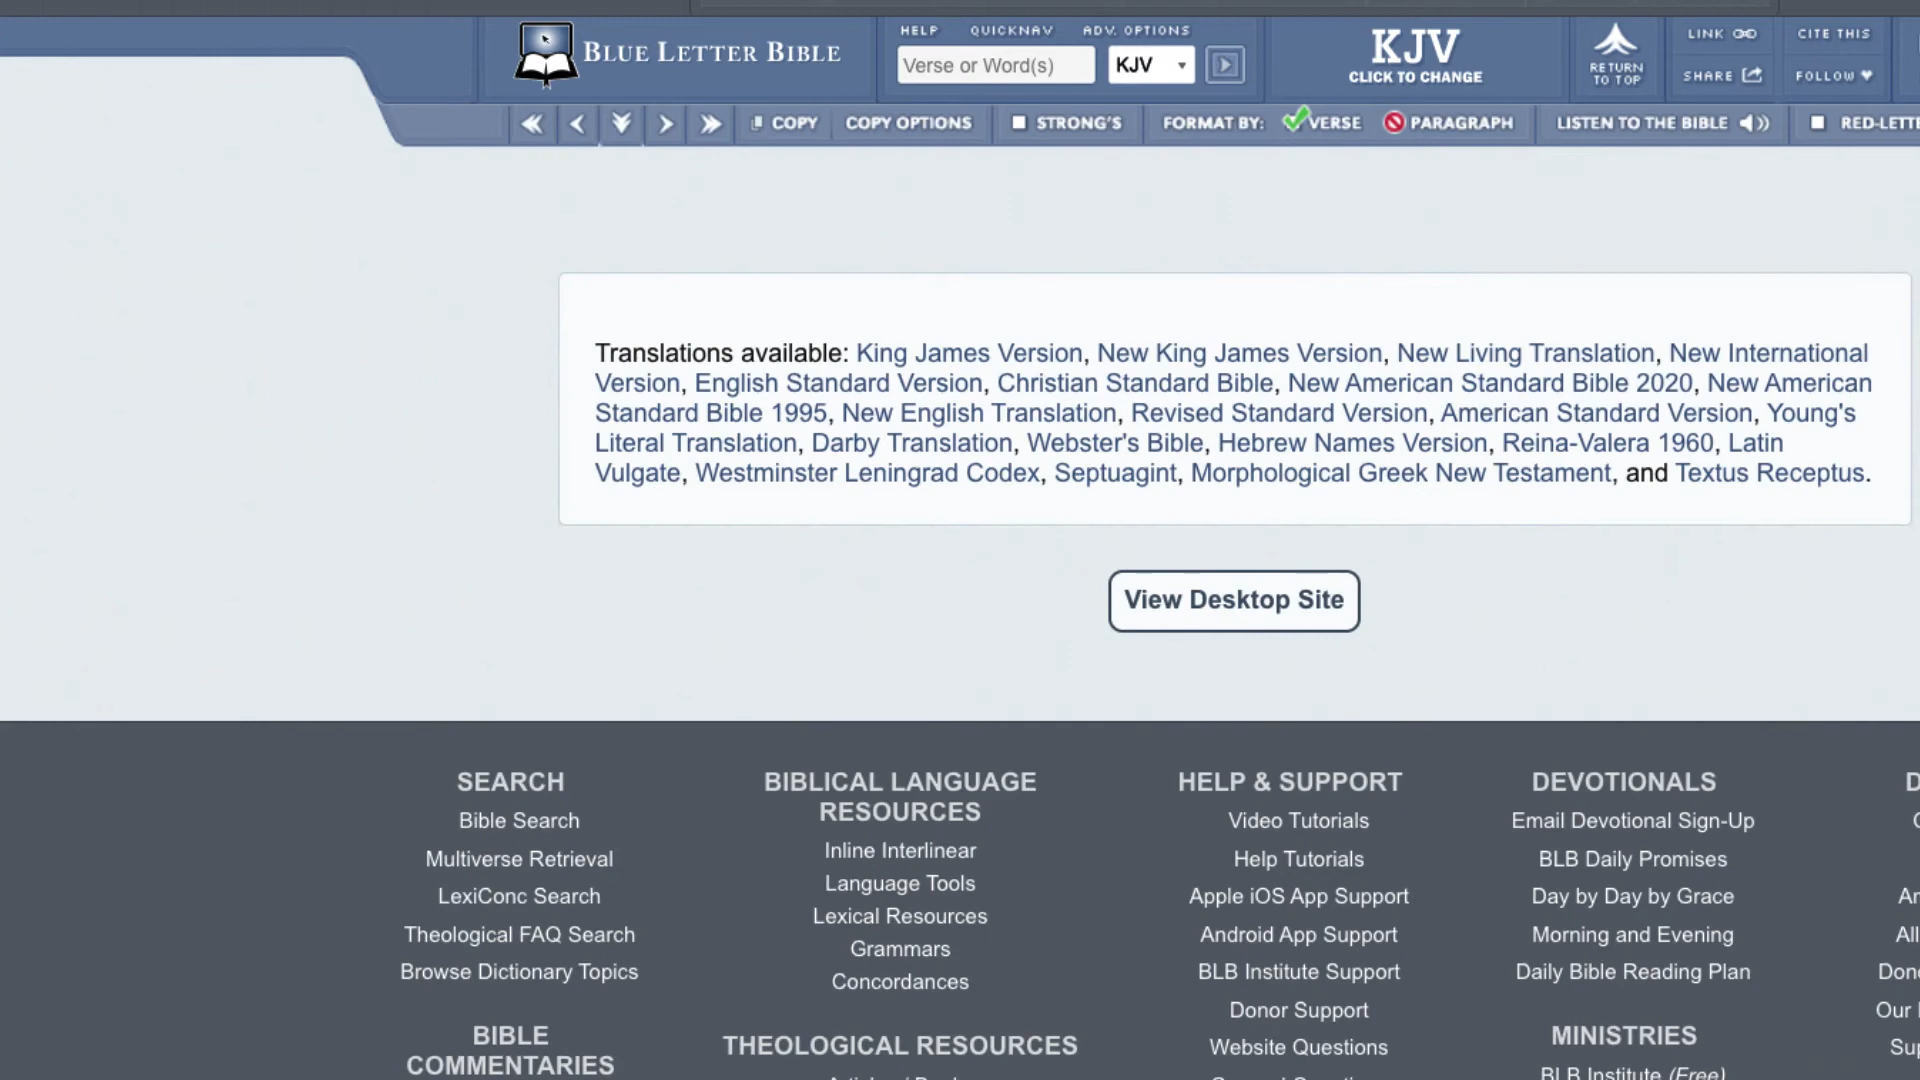 BLUE LETTER BIBLE
HELP QUICKNAV ADV. OPTIONS
Verse or Word(s) KJV
KJV
CLICK TO CHANGE
RETURN
TO TOP
LINK
SHARE
CITE THIS
FOLLOW
COPY COPY OPTIONS STRONG'S FORMAT BY: VERSE PARAGRAPH LISTEN TO THE BIBLE
Translations available: King James Version, New King James Version, New Living Translation, New International
Version, English Standard Version, Christian Standard Bible, New American Standard Bible 2020, New American
Standard Bible 1995, New English Translation, Revised Standard Version, American Standard Version, Young's
Literal Translation, Darby Translation, Webster's Bible, Hebrew Names Version, Reina-Valera 1960, Latin
Vulgate, Westminster Leningrad Codex, Septuagint, Morphological Greek New Testament, and Textus Receptus.
View Desktop Site
SEARCH
Bible Search
Multiverse Retrieval
LexiConc Search
Theological FAQ Search
Browse Dictionary Topics
BIBLE
COMMENTARIES
BIBLICAL LANGUAGE
RESOURCES
Inline Interlinear
Language Tools
Lexical Resources
Grammars
Concordances
THEOLOGICAL RESOURCES
HELP & SUPPORT
Video Tutorials
Help Tutorials
Apple iOS App Support
Android App Support
BLB Institute Support
Donor Support
Website Questions
DEVOTIONALS
Email Devotional Sign-Up
BLB Daily Promises
Day by Day by Grace
Morning and Evening
Daily Bible Reading Plan
MINISTRIES
BLB Institute (Free)